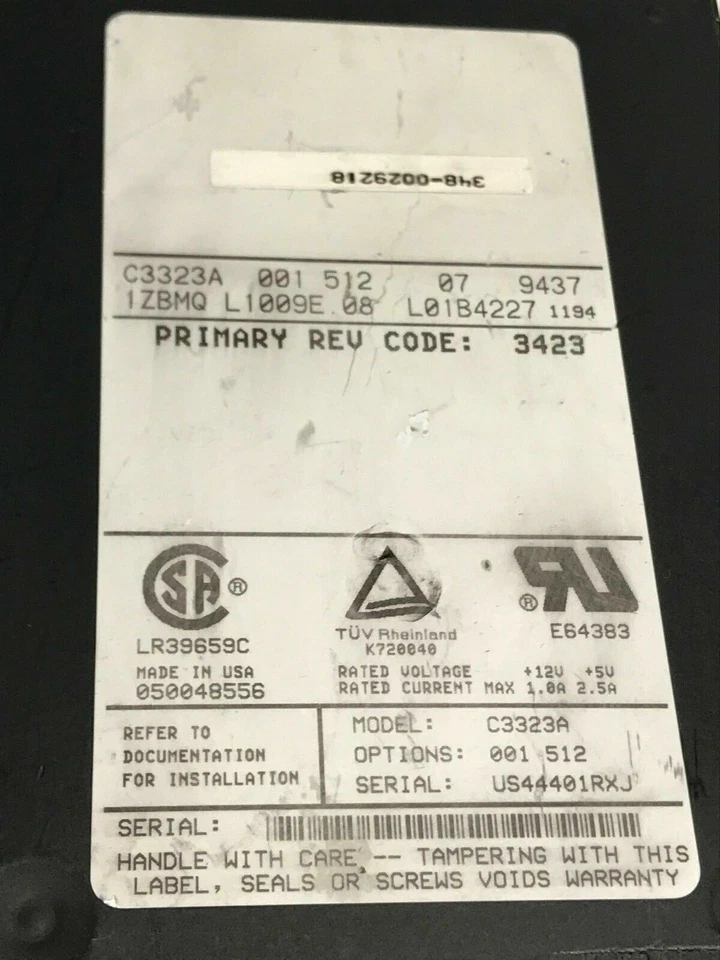 348-0029218
C3323A 001 512 07 9437
1ZBMQ L1009E.08 L01B4227 1194
PRIMARY REV CODE: 3423
SA ®
LR39659C
MADE IN USA
050048556
TÜV Rheinland
K720040
RATED VOLTAGE +12V +5V
RATED CURRENT MAX 1.0A 2.5A
® RU
E64383
REFER TO
DOCUMENTATION
FOR INSTALLATION
MODEL: C3323A
OPTIONS: 001 512
SERIAL: US44401RXJ
SERIAL:
HANDLE WITH CARE -- TAMPERING WITH THIS
LABEL, SEALS OR SCREWS VOIDS WARRANTY